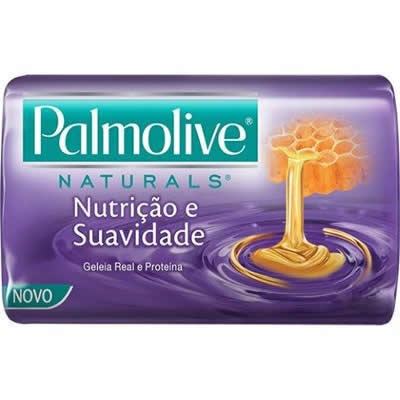 Palmolive®
NATURALS®
Nutrição e
Suavidade
Geleia Real e Proteína
NOVO